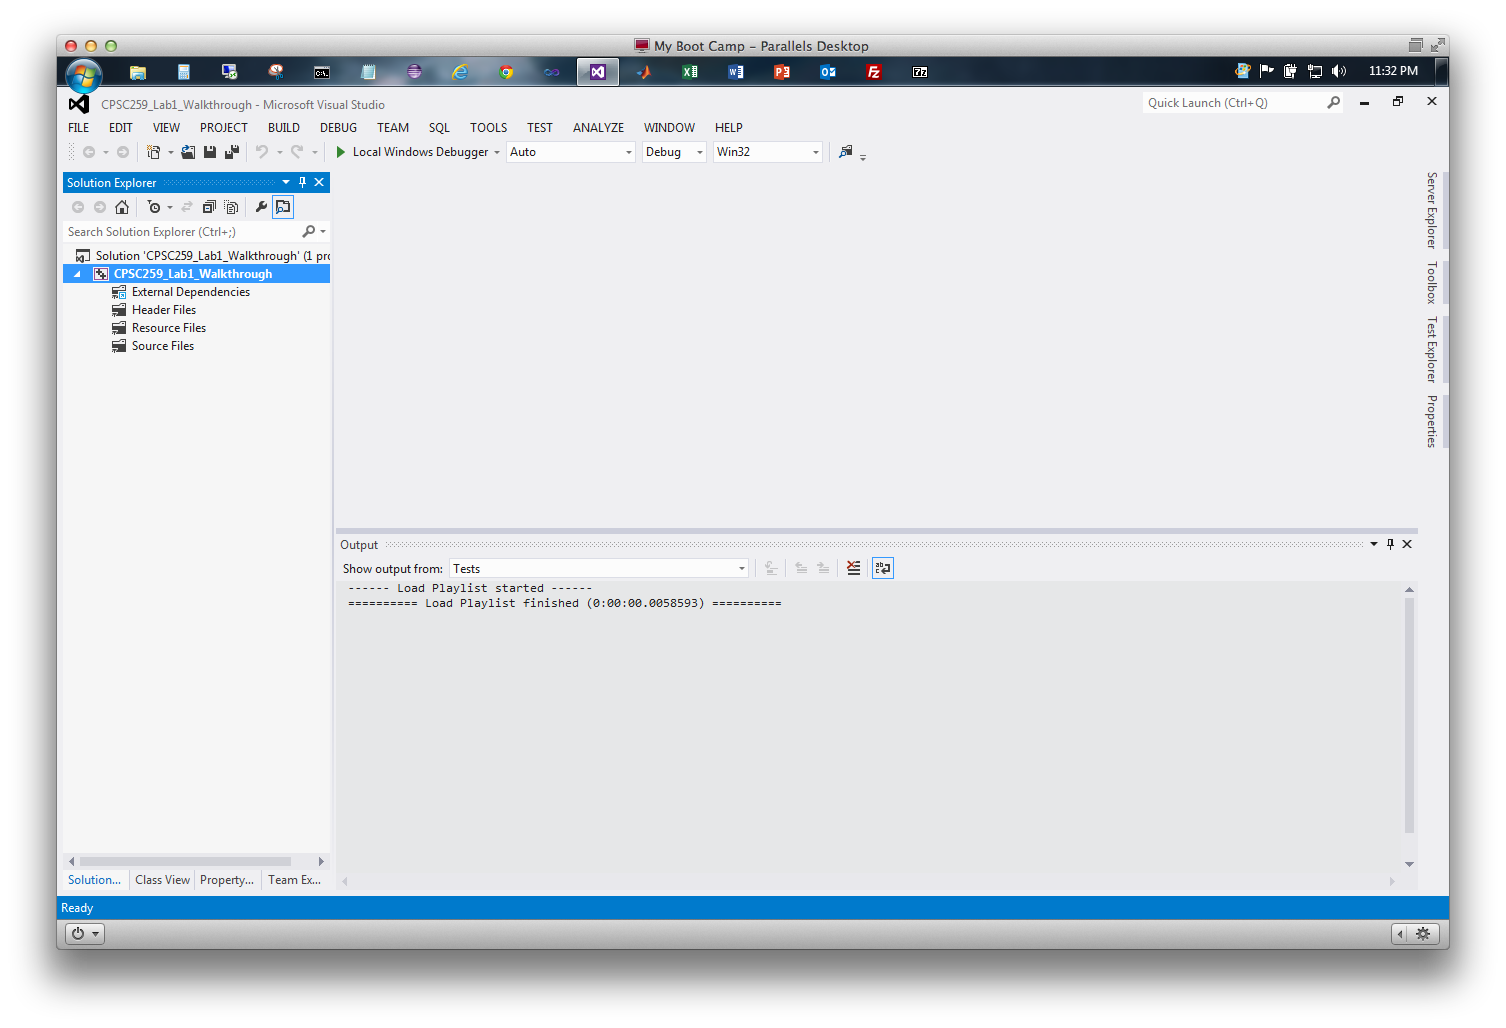 My Boot Camp – Parallels Desktop
C:\.
X
W
P
O
Fz
7z
11:32 PM
CPSC259_Lab1_Walkthrough - Microsoft Visual Studio
Quick Launch (Ctrl+Q)
FILE EDIT VIEW PROJECT BUILD DEBUG TEAM SQL TOOLS TEST ANALYZE WINDOW HELP
Local Windows Debugger Auto Debug Win32
Solution Explorer
Search Solution Explorer (Ctrl+;)
Solution 'CPSC259_Lab1_Walkthrough' (1 pro
CPSC259_Lab1_Walkthrough
External Dependencies
Header Files
Resource Files
Source Files
Solution... Class View Property... Team Ex...
Server Explorer
Toolbox
Test Explorer
Properties
Output
Show output from: Tests
------ Load Playlist started ------
========== Load Playlist finished (0:00:00.0058593) ==========
Ready